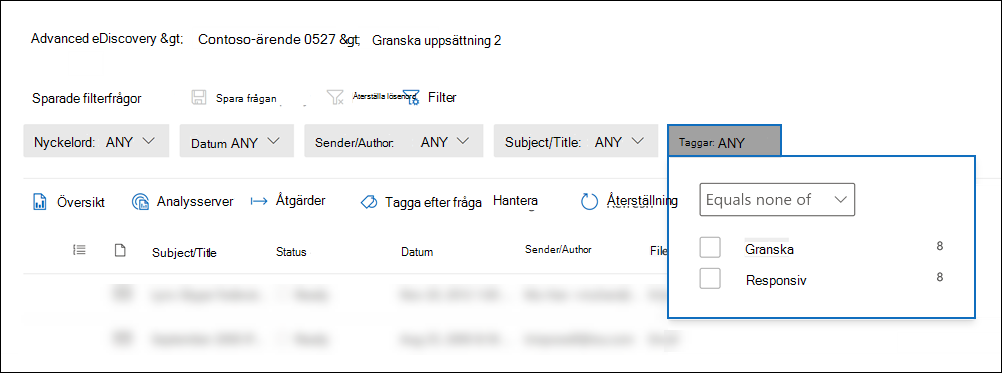 Advanced eDiscovery &gt; Contoso-ärende 0527 &gt; Granska uppsättning 2
Sparade filterfrågor Spara frågan Återställa lösenord Filter
Nyckelord: ANY Datum ANY Sender/Author: ANY Subject/Title: ANY Taggar: ANY
Equals none of
Översikt Analysserver Åtgärder Tagga efter fråga Hantera Återställning
Granska 8
Subject/Title Status Datum Sender/Author File
Responsiv 8